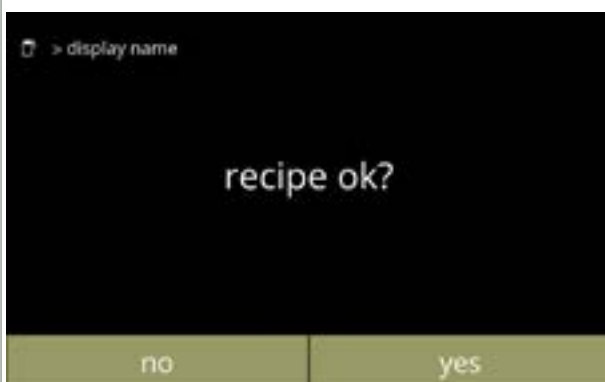 > display name
recipe ok?
no
yes